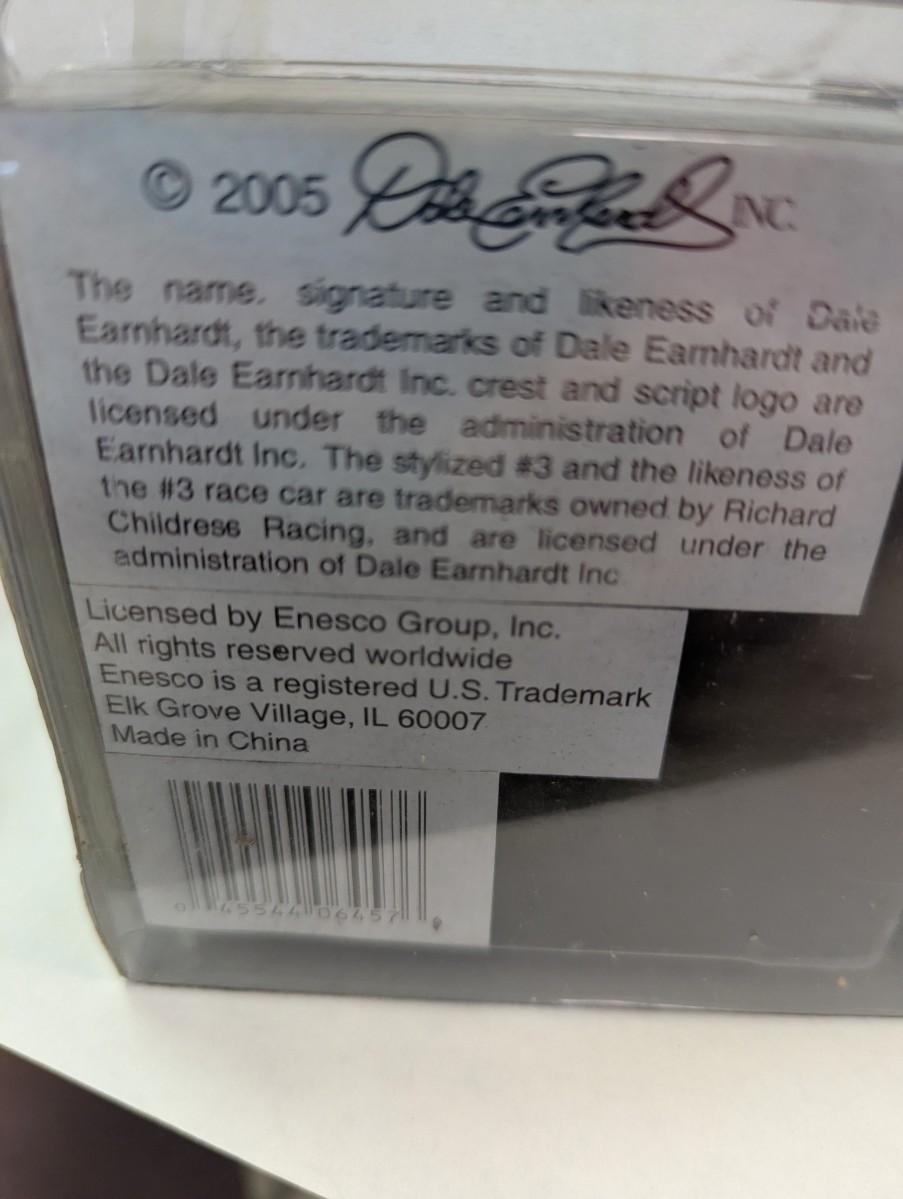 © 2005 Dale Earnhardt INC.
The name, signature and likeness of Dale
Earnhardt, the trademarks of Dale Earnhardt and
the Dale Earnhardt Inc. crest and script logo are
licensed under the administration of Dale
Earnhardt Inc. The stylized #3 and the likeness of
the #3 race car are trademarks owned by Richard
Childress Racing, and are licensed under the
administration of Dale Earnhardt Inc
Licensed by Enesco Group, Inc.
All rights reserved worldwide
Enesco is a registered U.S. Trademark
Elk Grove Village, IL 60007
Made in China
0 45544 06457